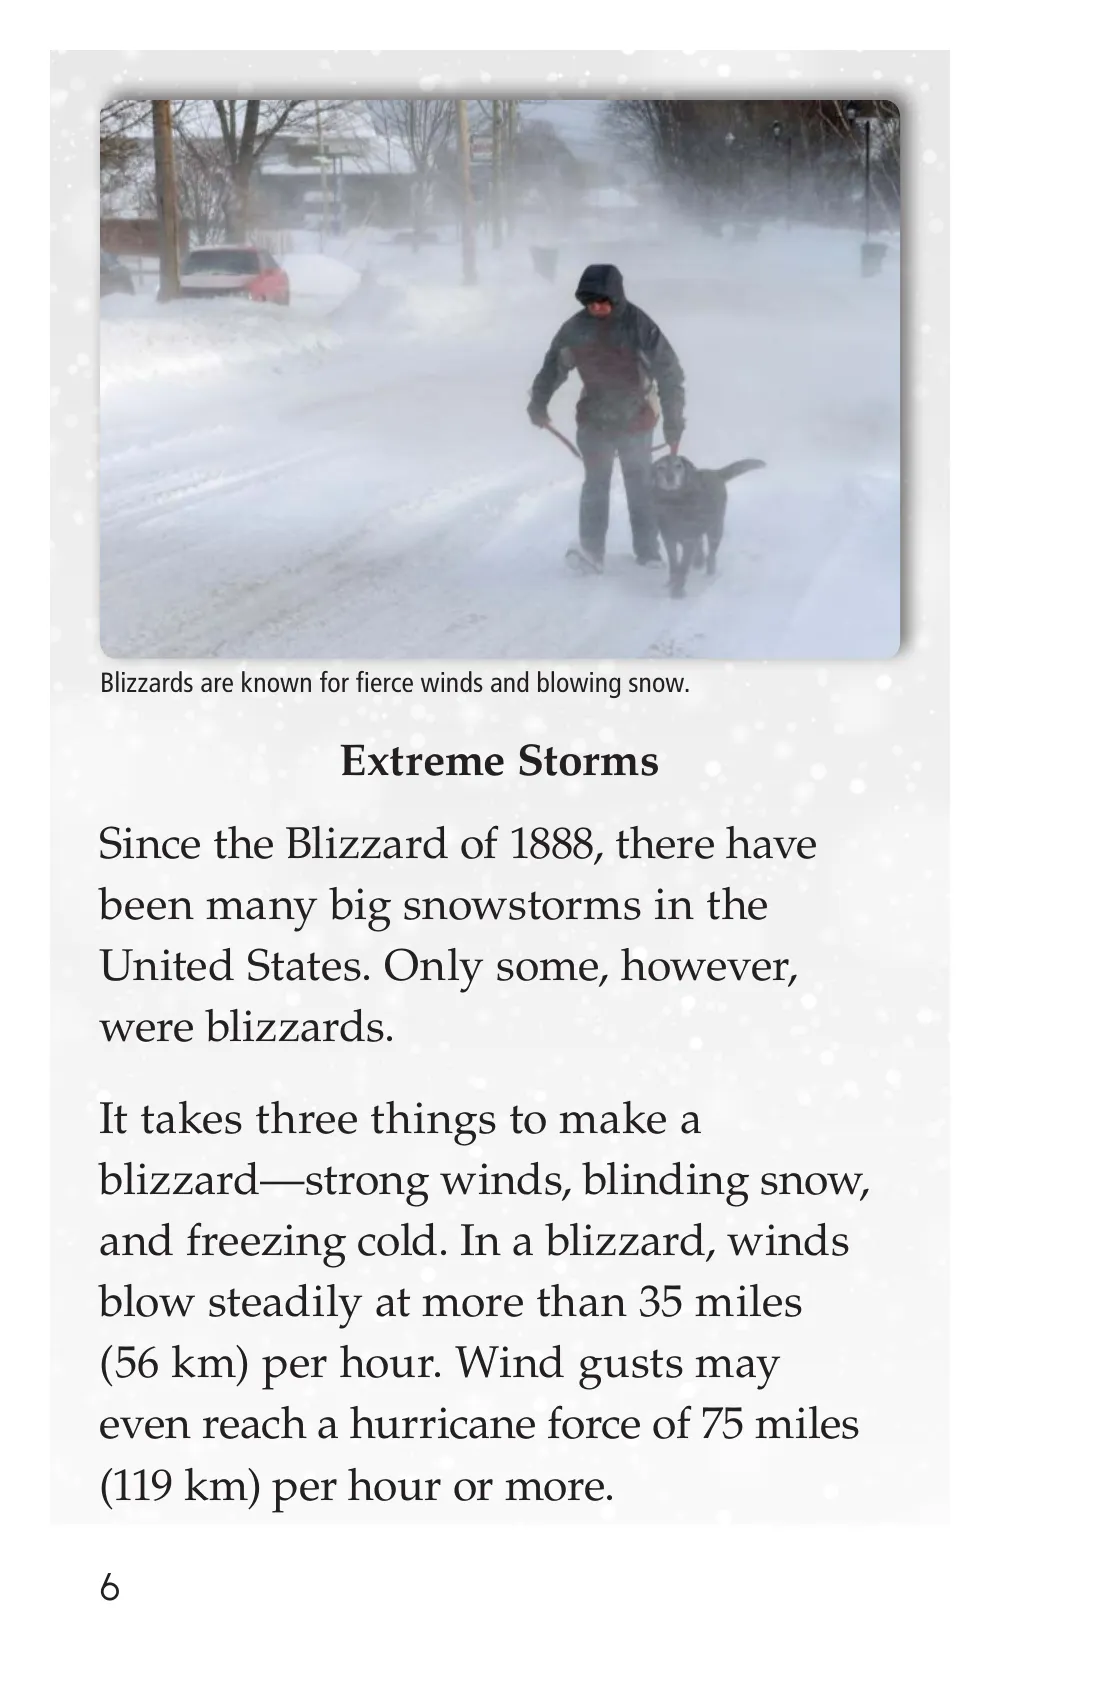 Blizzards are known for fierce winds and blowing snow.
Extreme Storms
Since the Blizzard of 1888, there have
been many big snowstorms in the
United States. Only some, however,
were blizzards.
It takes three things to make a
blizzard—strong winds, blinding snow,
and freezing cold. In a blizzard, winds
blow steadily at more than 35 miles
(56 km) per hour. Wind gusts may
even reach a hurricane force of 75 miles
(119 km) per hour or more.
6